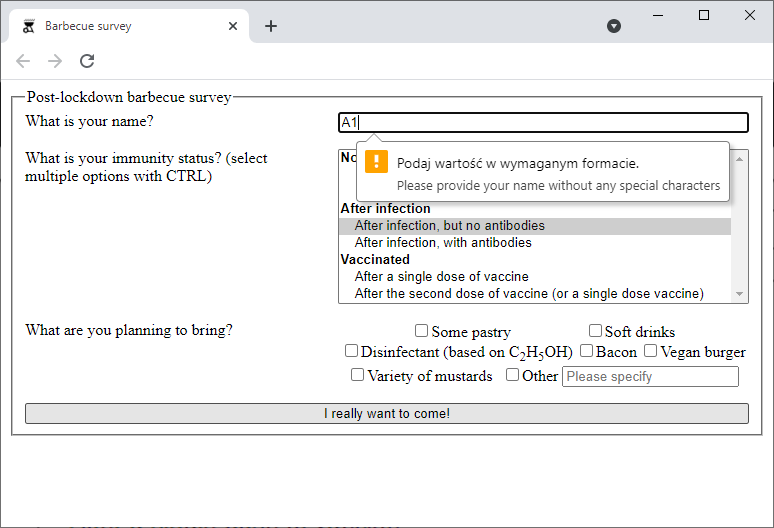 Barbecue survey
Post-lockdown barbecue survey
What is your name?
A1
Podaj wartość w wymaganym formacie.
Please provide your name without any special characters
What is your immunity status? (select
multiple options with CTRL)
No
After infection
After infection, but no antibodies
After infection, with antibodies
Vaccinated
After a single dose of vaccine
After the second dose of vaccine (or a single dose vaccine)
What are you planning to bring?
Some pastry
Soft drinks
Disinfectant (based on C₂H₅OH) Bacon Vegan burger
Variety of mustards Other Please specify
I really want to come!